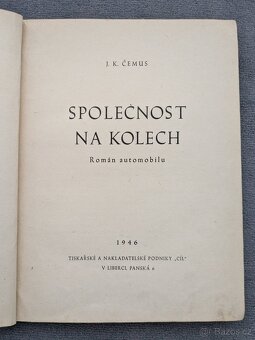 J. K. ČEMUS
SPOLEČNOST
NA KOLECH
Román automobilu
1946
TISKAŘSKÉ A NAKLADATELSKÉ PODNIKY „CÍL"
V LIBERCI, PANSKÁ 4